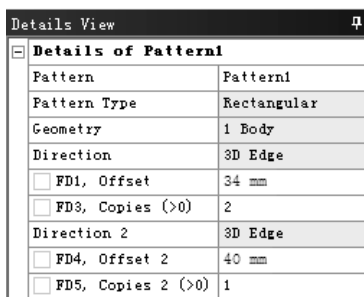 Details View
Details of Pattern1
Pattern Pattern1
Pattern Type Rectangular
Geometry 1 Body
Direction 3D Edge
FD1, Offset 34 mm
FD3, Copies (>0) 2
Direction 2 3D Edge
FD4, Offset 2 40 mm
FD5, Copies 2 (>0) 1